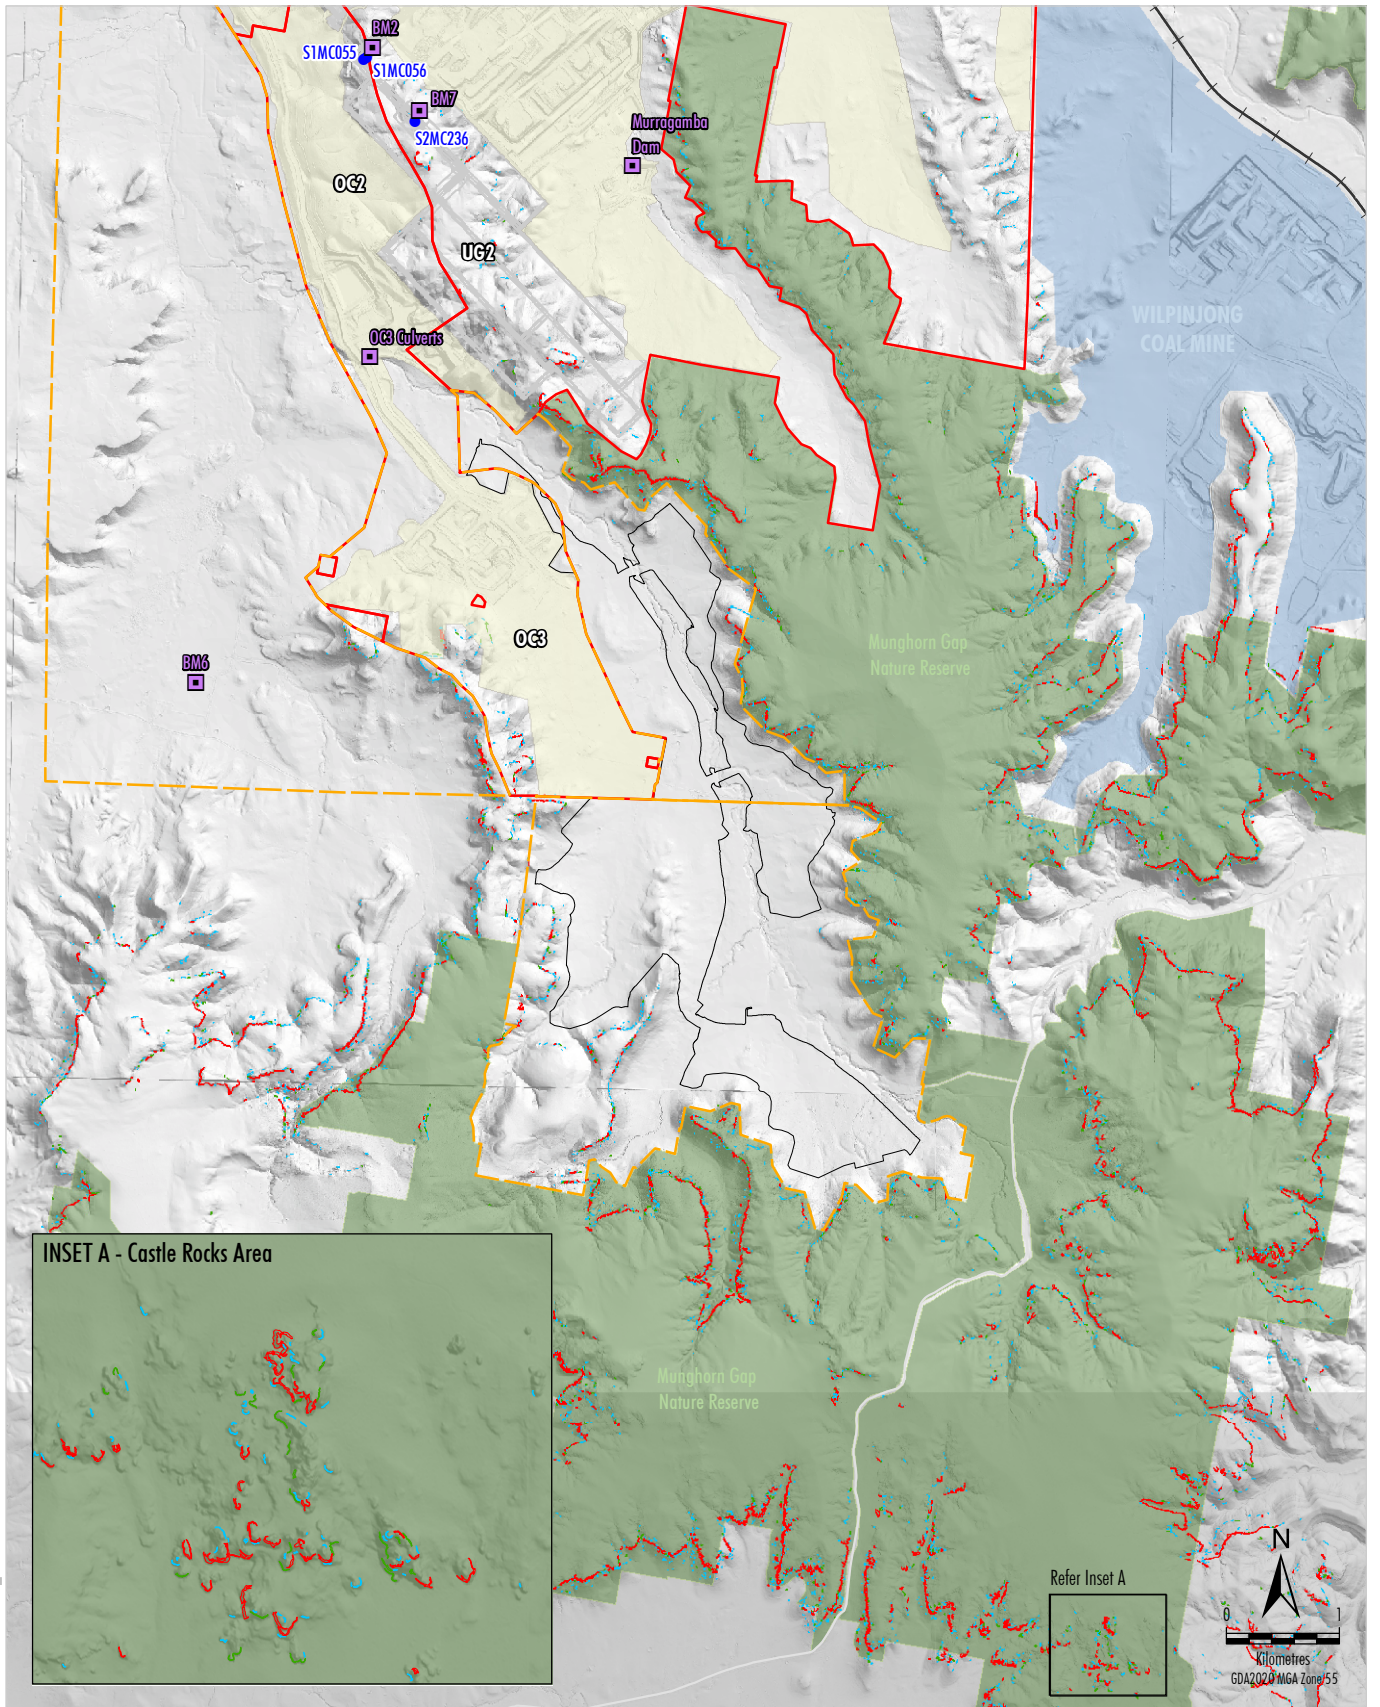 BM2
S1MC055
S1MC056
BM7
S2MC236
Murragamba
Dam
OC2
UG2
WILPINJONG
COAL MINE
OC3 Culverts
OC3
Munghorn Gap
Nature Reserve
BM6
INSET A - Castle Rocks Area
Munghorn Gap
Nature Reserve
N
Refer Inset A
0 1
Kilometres
GDA2020 MGA Zone 55